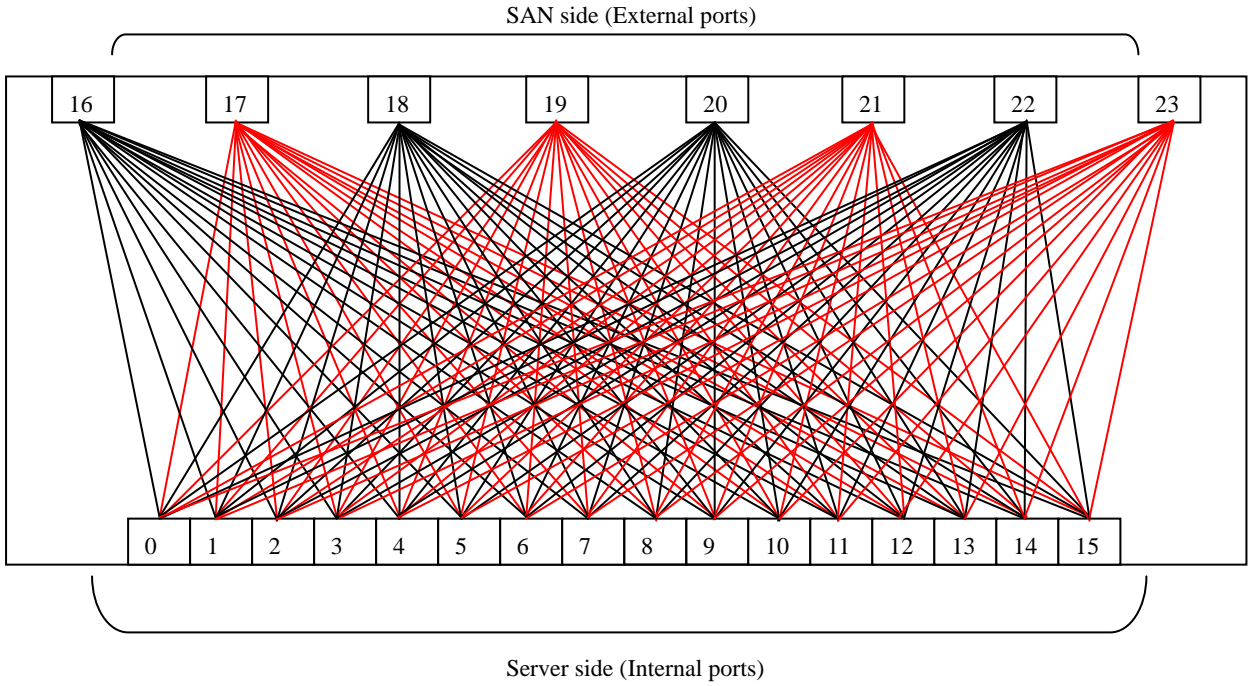 SAN side (External ports)
16 17 18 19 20 21 22 23
0 1 2 3 4 5 6 7 8 9 10 11 12 13 14 15
Server side (Internal ports)